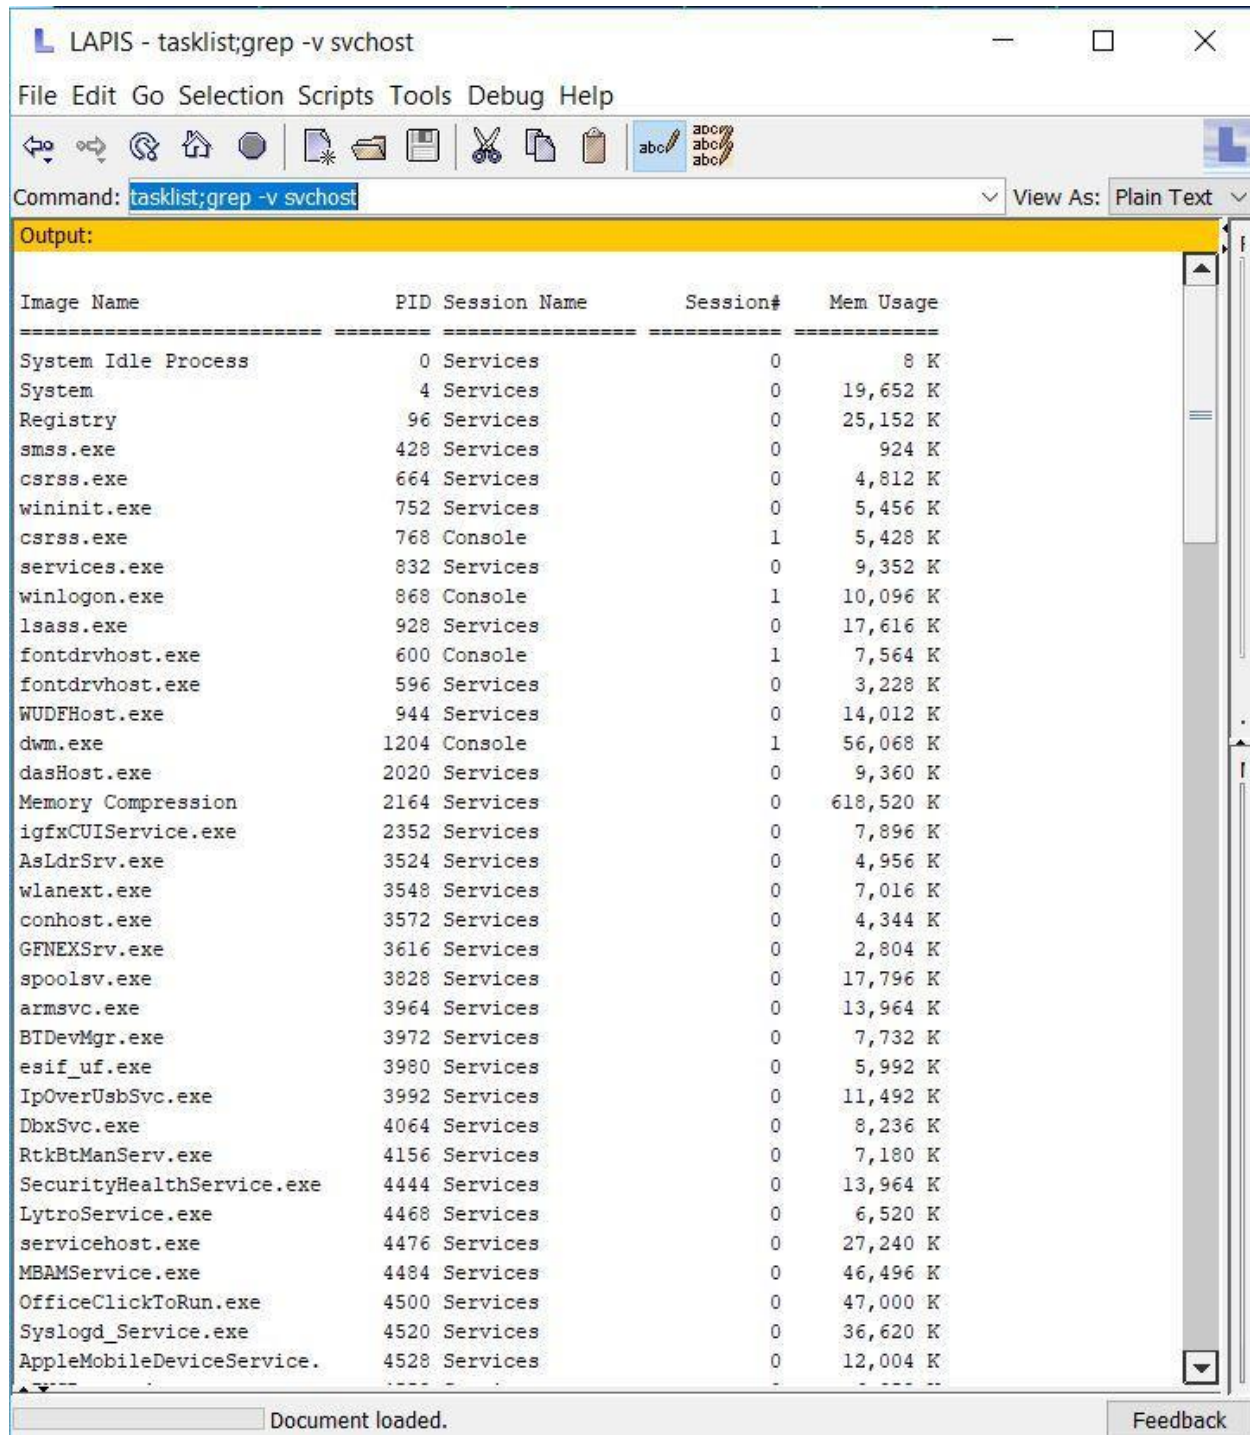 LAPIS - tasklist;grep -v svchost
File Edit Go Selection Scripts Tools Debug Help
abc abc abc abc
Command: tasklist;grep -v svchost View As: Plain Text
Output:
Image Name PID Session Name Session# Mem Usage
========================= ======== ================ =========== ============
System Idle Process 0 Services 0 8 K
System 4 Services 0 19,652 K
Registry 96 Services 0 25,152 K
smss.exe 428 Services 0 924 K
csrss.exe 664 Services 0 4,812 K
wininit.exe 752 Services 0 5,456 K
csrss.exe 768 Console 1 5,428 K
services.exe 832 Services 0 9,352 K
winlogon.exe 868 Console 1 10,096 K
lsass.exe 928 Services 0 17,616 K
fontdrvhost.exe 600 Console 1 7,564 K
fontdrvhost.exe 596 Services 0 3,228 K
WUDFHost.exe 944 Services 0 14,012 K
dwm.exe 1204 Console 1 56,068 K
dasHost.exe 2020 Services 0 9,360 K
Memory Compression 2164 Services 0 618,520 K
igfxCUIService.exe 2352 Services 0 7,896 K
AsLdrSrv.exe 3524 Services 0 4,956 K
wlanext.exe 3548 Services 0 7,016 K
conhost.exe 3572 Services 0 4,344 K
GFNEXSrv.exe 3616 Services 0 2,804 K
spoolsv.exe 3828 Services 0 17,796 K
armsvc.exe 3964 Services 0 13,964 K
BTDevMgr.exe 3972 Services 0 7,732 K
esif_uf.exe 3980 Services 0 5,992 K
IpOverUsbSvc.exe 3992 Services 0 11,492 K
DbxSvc.exe 4064 Services 0 8,236 K
RtkBtManServ.exe 4156 Services 0 7,180 K
SecurityHealthService.exe 4444 Services 0 13,964 K
LytroService.exe 4468 Services 0 6,520 K
servicehost.exe 4476 Services 0 27,240 K
MBAMService.exe 4484 Services 0 46,496 K
OfficeClickToRun.exe 4500 Services 0 47,000 K
Syslogd_Service.exe 4520 Services 0 36,620 K
AppleMobileDeviceService. 4528 Services 0 12,004 K
Document loaded. Feedback